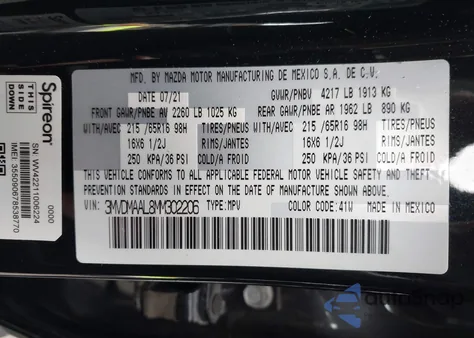 MFD. BY MAZDA MOTOR MANUFACTURING DE MEXICO S.A. DE C.V.
DATE 07/21 GVWR/PNBV 4217 LB 1913 KG
FRONT GAWR/PNBE AV 2260 LB 1025 KG REAR GAWR/PNBE AR 1962 LB 890 KG
WITH/AVEC 215 /65R16 98H TIRES/PNEUS WITH/AVEC 215 /65R16 98H TIRES/PNEUS
16X6 1/2J RIMS/JANTES 16X6 1/2J RIMS/JANTES
250 KPA/36 PSI COLD/A FROID 250 KPA/36 PSI COLD/A FROID
THIS VEHICLE CONFORMS TO ALL APPLICABLE FEDERAL MOTOR VEHICLE SAFETY, BUMPER, AND THEFT
PREVENTION STANDARDS IN EFFECT ON THE DATE OF MANUFACTURE SHOWN ABOVE.
VIN:3MVDMAAL8MM302206 TYPE:MPV COLOR CODE: 41W MADE IN MEXICO
THIS
SIDE
DOWN
Spireon
SN: VW42211006224
0000
autoshop